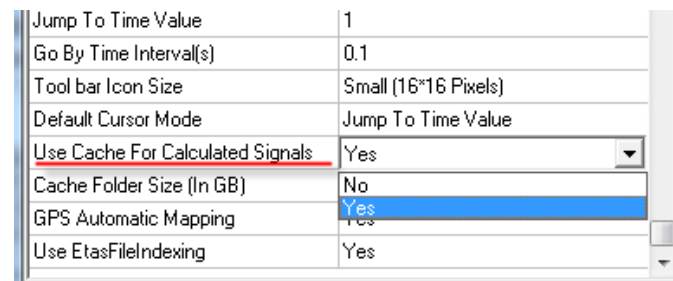 Jump To Time Value 1
Go By Time Interval(s) 0.1
Tool bar Icon Size Small (16*16 Pixels)
Default Cursor Mode Jump To Time Value
Use Cache For Calculated Signals Yes
Cache Folder Size (In GB) No
GPS Automatic Mapping Yes
Yes
Use EtasFileIndexing Yes